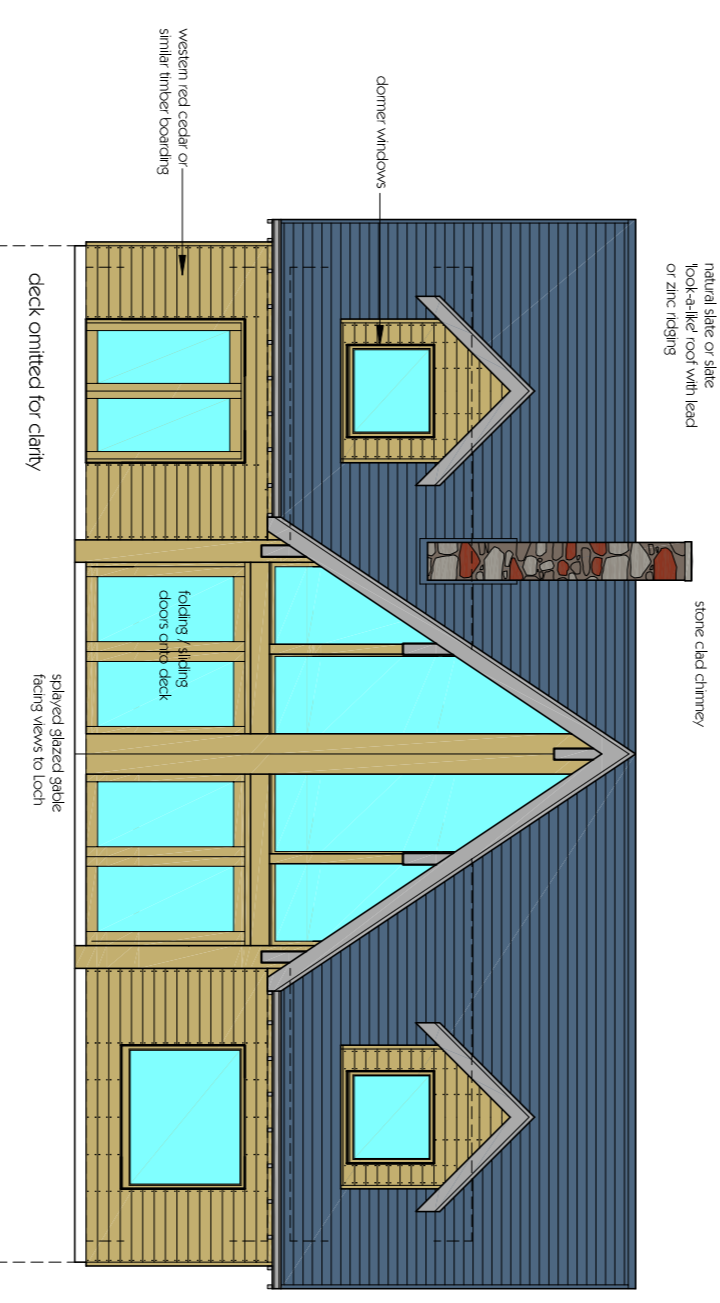 natural slate or slate
'look-a-like' roof with lead
or zinc ridging
stone clad chimney
dormer windows
western red cedar or
similar timber boarding
folding / sliding
doors onto deck
deck omitted for clarity
splayed glazed gable
facing views to Loch